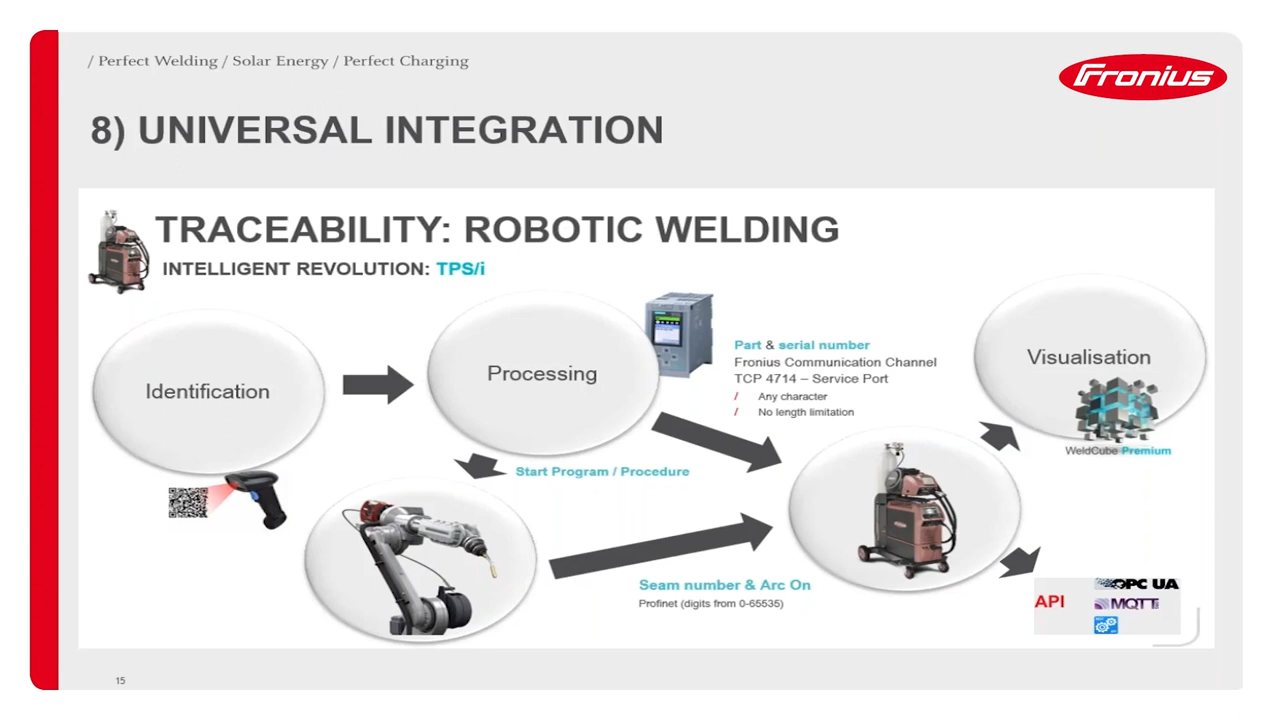 / Perfect Welding / Solar Energy / Perfect Charging
Fronius
8) UNIVERSAL INTEGRATION
TRACEABILITY: ROBOTIC WELDING
INTELLIGENT REVOLUTION: TPS/i
Identification
Processing
Part & serial number
Fronius Communication Channel
TCP 4714 – Service Port
/ Any character
/ No length limitation
Visualisation
WeldCube Premium
Start Program / Procedure
Seam number & Arc On
Profinet (digits from 0-65535)
API
OPC UA
MQTT
15